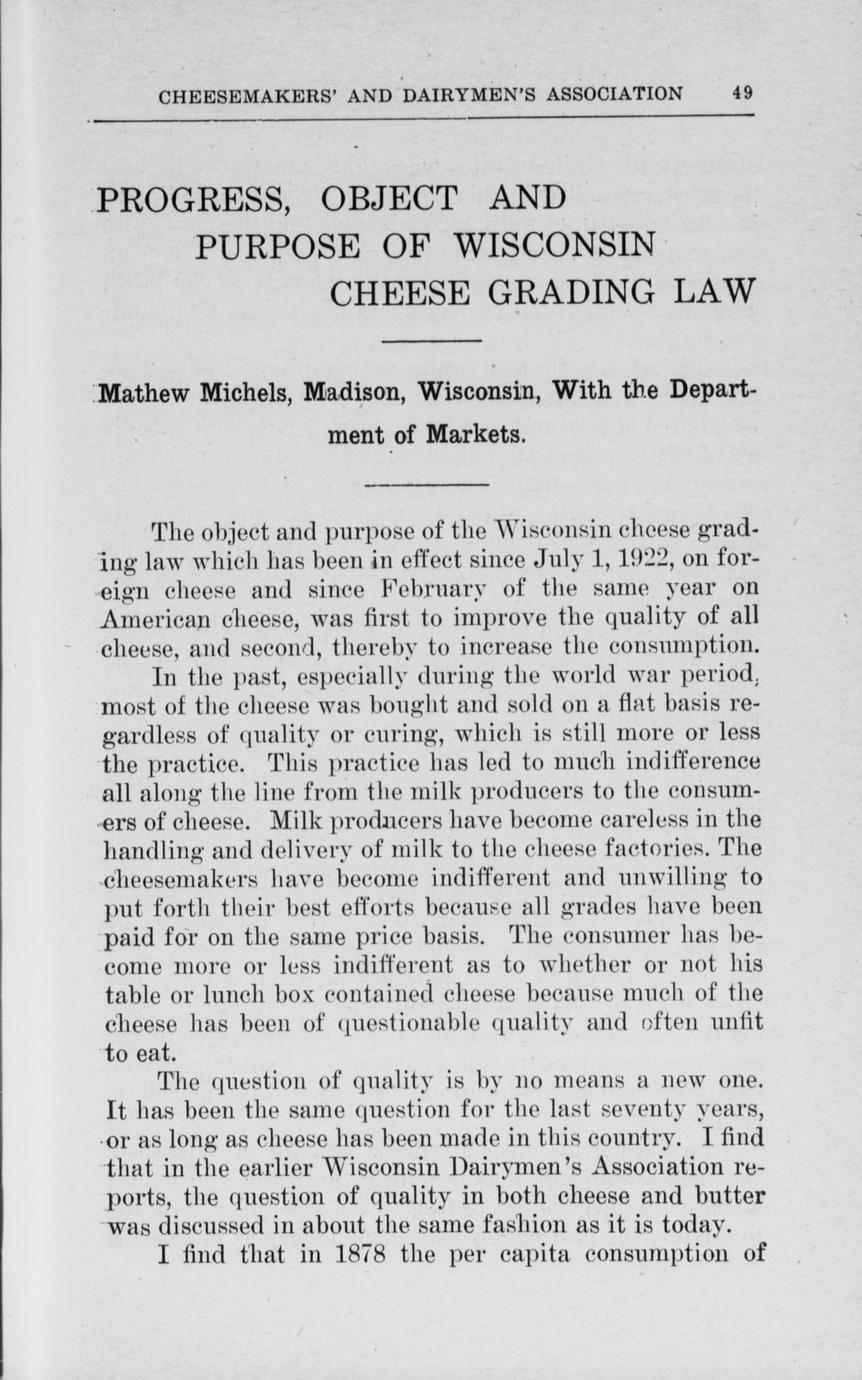 CHEESEMAKERS' AND DAIRYMEN'S ASSOCIATION 49
PROGRESS, OBJECT AND
PURPOSE OF WISCONSIN
CHEESE GRADING LAW
Mathew Michels, Madison, Wisconsin, With the Depart-
ment of Markets.
The object and purpose of the Wisconsin cheese grad-
ing law which has been in effect since July 1, 1922, on for-
eign cheese and since February of the same year on
American cheese, was first to improve the quality of all
cheese, and second, thereby to increase the consumption.
In the past, especially during the world war period,
most of the cheese was bought and sold on a flat basis re-
gardless of quality or curing, which is still more or less
the practice. This practice has led to much indifference
all along the line from the milk producers to the consum-
ers of cheese. Milk producers have become careless in the
handling and delivery of milk to the cheese factories. The
cheesemakers have become indifferent and unwilling to
put forth their best efforts because all grades have been
paid for on the same price basis. The consumer has be-
come more or less indifferent as to whether or not his
table or lunch box contained cheese because much of the
cheese has been of questionable quality and often unfit
to eat.
The question of quality is by no means a new one.
It has been the same question for the last seventy years,
or as long as cheese has been made in this country. I find
that in the earlier Wisconsin Dairymen's Association re-
ports, the question of quality in both cheese and butter
was discussed in about the same fashion as it is today.
I find that in 1878 the per capita consumption of